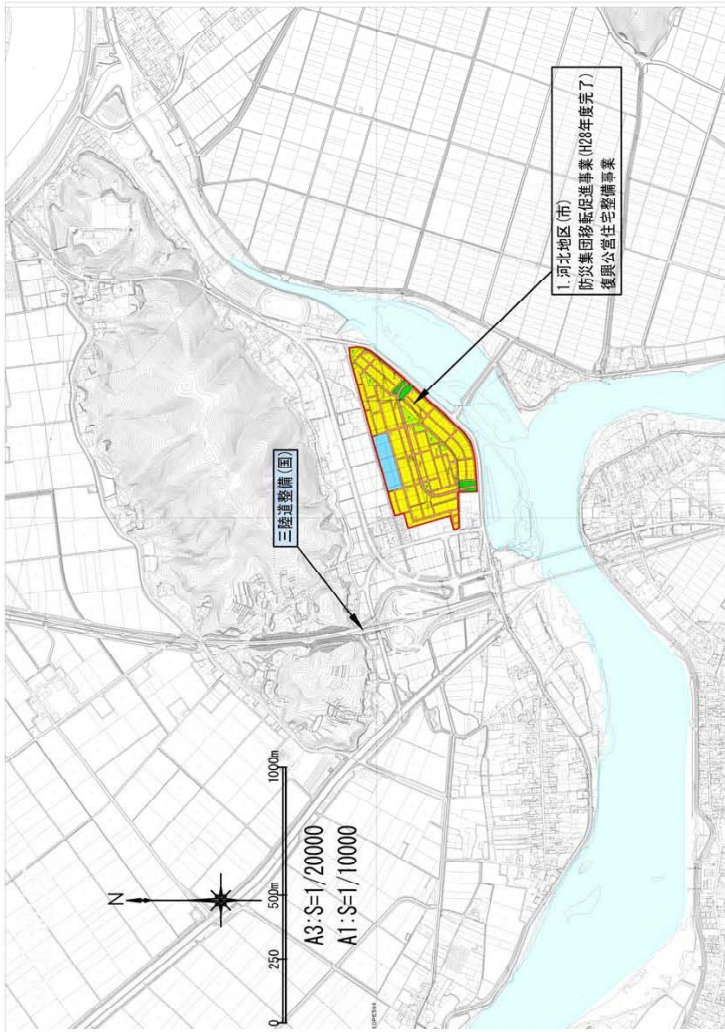 三陸道整備(国)
1.河北地区(市)
防災集団移転促進事業(H28年度完了)
復興公営住宅整備事業
N
0 250 500m 1000m
A3:S=1/20000
A1:S=1/10000